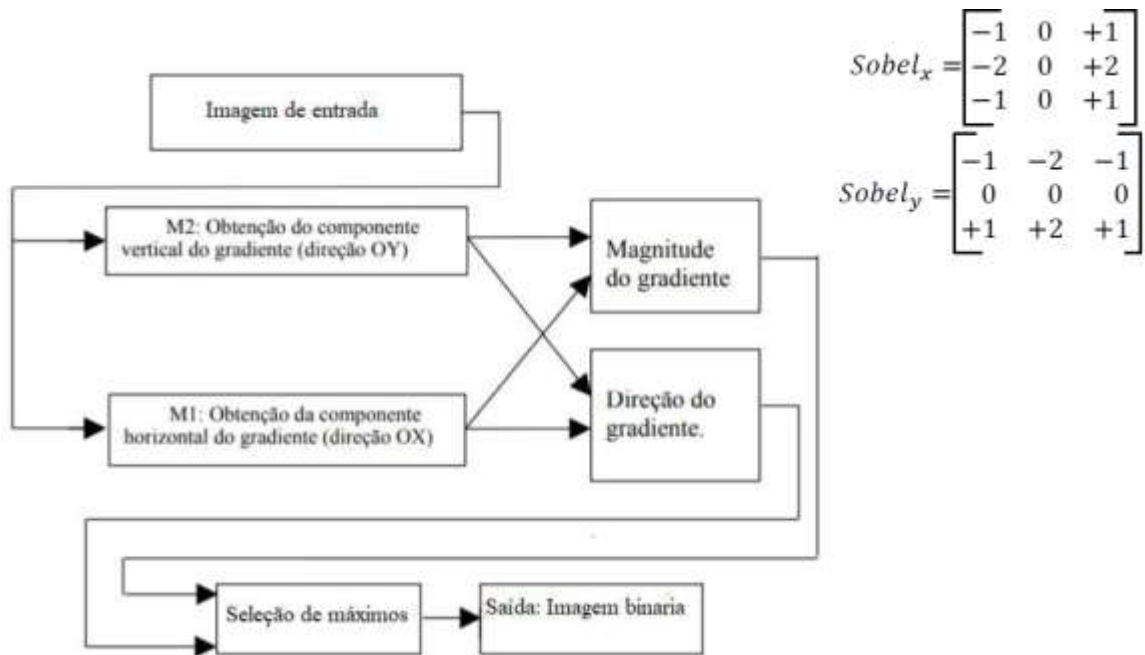 Imagem de entrada
M2: Obtenção do componente
vertical do gradiente (direção OY)
Magnitude
do gradiente
M1: Obtenção da componente
horizontal do gradiente (direção OX)
Direção do
gradiente.
Seleção de máximos
Saída: Imagem binaria
−1 0 +1
Sobelₓ = −2 0 +2
−1 0 +1
−1 −2 −1
Sobel_y = 0 0 0
+1 +2 +1